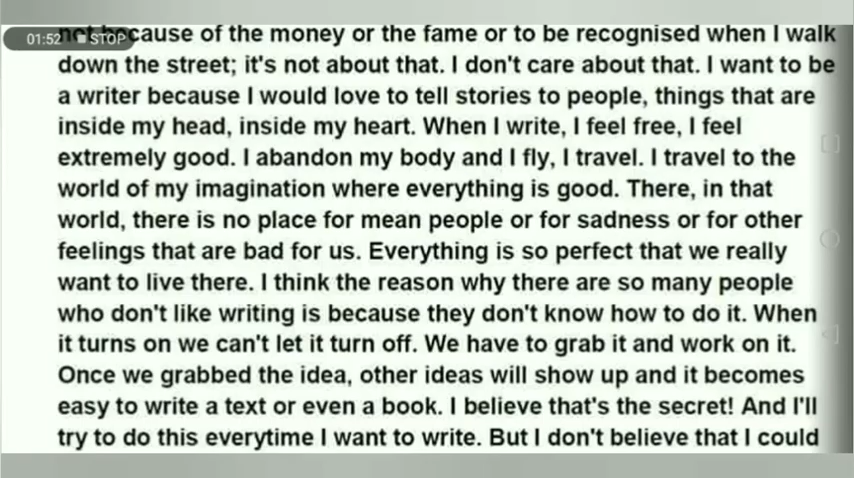 not because of the money or the fame or to be recognised when I walk
01:52 STOP
down the street; it's not about that. I don't care about that. I want to be
a writer because I would love to tell stories to people, things that are
inside my head, inside my heart. When I write, I feel free, I feel
extremely good. I abandon my body and I fly, I travel. I travel to the
world of my imagination where everything is good. There, in that
world, there is no place for mean people or for sadness or for other
feelings that are bad for us. Everything is so perfect that we really
want to live there. I think the reason why there are so many people
who don't like writing is because they don't know how to do it. When
it turns on we can't let it turn off. We have to grab it and work on it.
Once we grabbed the idea, other ideas will show up and it becomes
easy to write a text or even a book. I believe that's the secret! And I'll
try to do this everytime I want to write. But I don't believe that I could